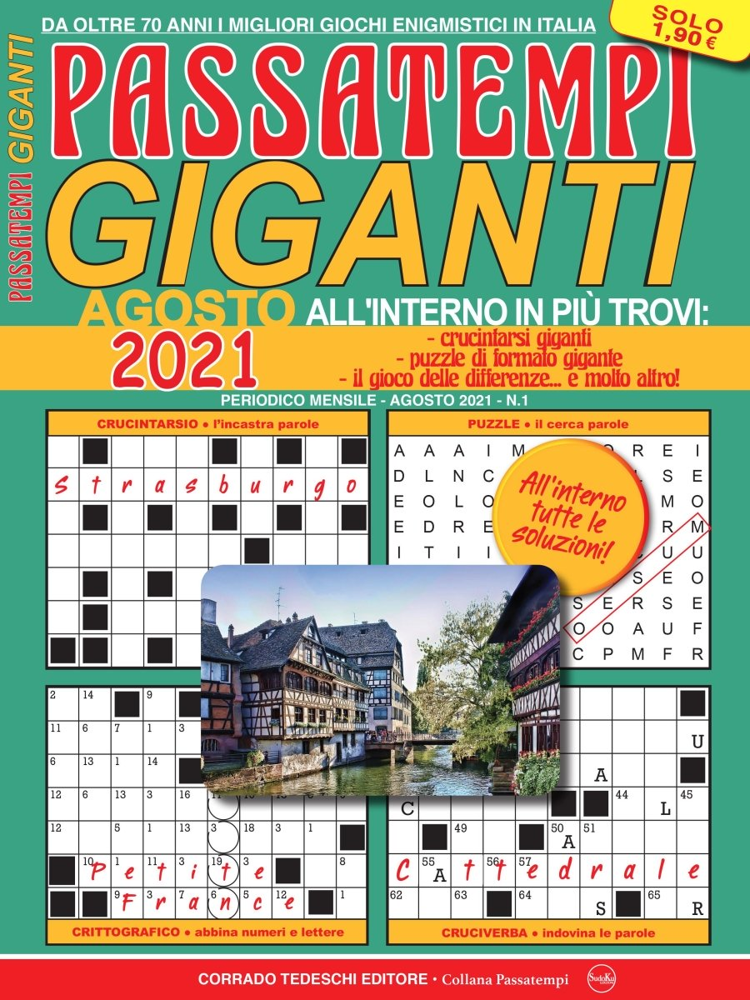 DA OLTRE 70 ANNI I MIGLIORI GIOCHI ENIGMISTICI IN ITALIA
SOLO
1,90 €
PASSATEMPI GIGANTI
PASSATEMPI
GIGANTI
AGOSTO
2021
ALL'INTERNO IN PIÙ TROVI:
- crucintarsi giganti
- puzzle di formato gigante
- il gioco delle differenze... e molto altro!
PERIODICO MENSILE - AGOSTO 2021 - N.1
CRUCINTARSIO • l'incastra parole
Strasburgo
PUZZLE • il cerca parole
A A A I M O R E I
D L N C S E
E O L O M O
E D R E R M
I T I I U U
S E O
S E R S E
O O A U F
C P M F R
All'interno
tutte le
soluzioni!
2 14 9
11 6 7 1 3
6 13 1 14
12 6 13 3 16
12 5 1 13 3 18 3 1
10 1 11 3 19 3 8
Petite
9 3 7 6 5 12 1
France
CRITTOGRAFICO • abbina numeri e lettere
U
A
C 44 L 45
49 50 A 51
55 A 56 57
Cattedrale
62 63 64 S 65 R
CRUCIVERBA • indovina le parole
CORRADO TEDESCHI EDITORE • Collana Passatempi
SudoKu
EDIZIONI